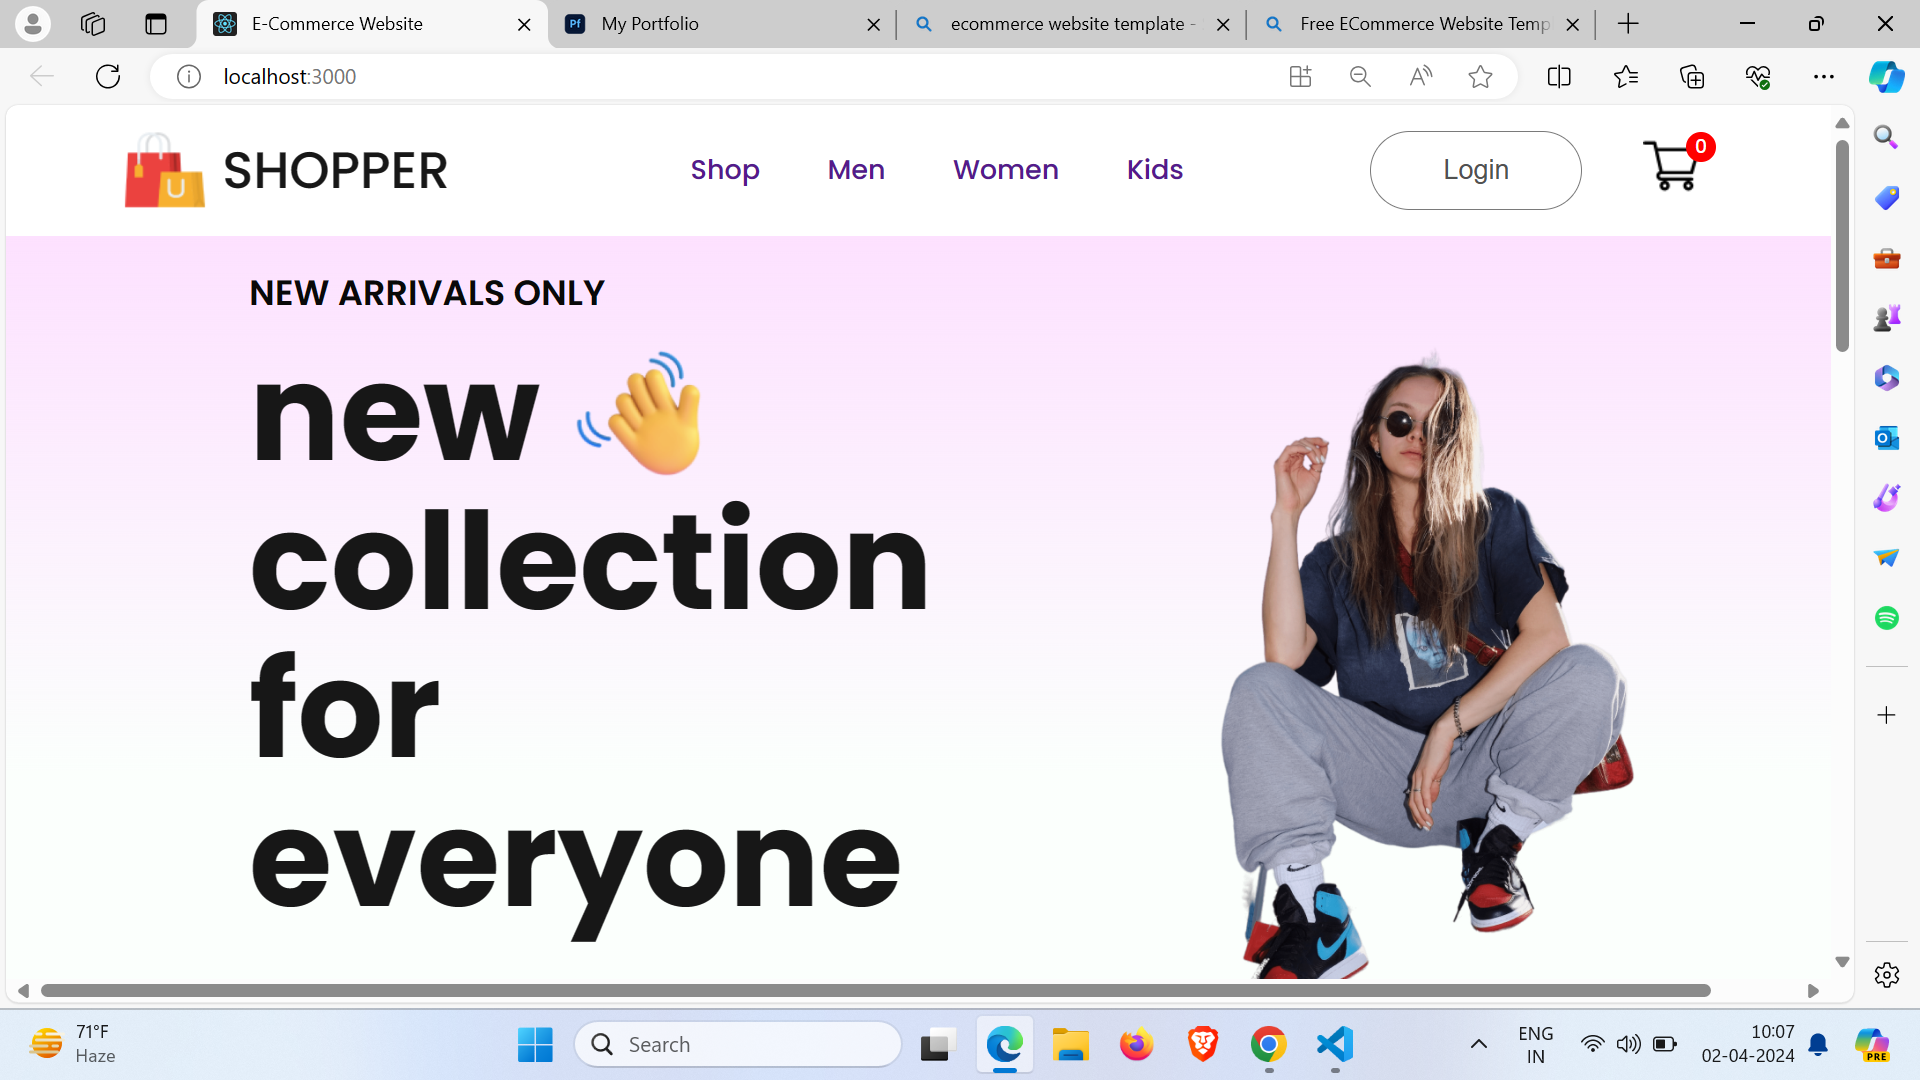 E-Commerce Website
My Portfolio
ecommerce website template -
Free ECommerce Website Temp
localhost:3000
SHOPPER
Shop
Men
Women
Kids
Login
0
NEW ARRIVALS ONLY
new
collection
for
everyone
71°F
Haze
Search
ENG
IN
10:07
02-04-2024
PRE